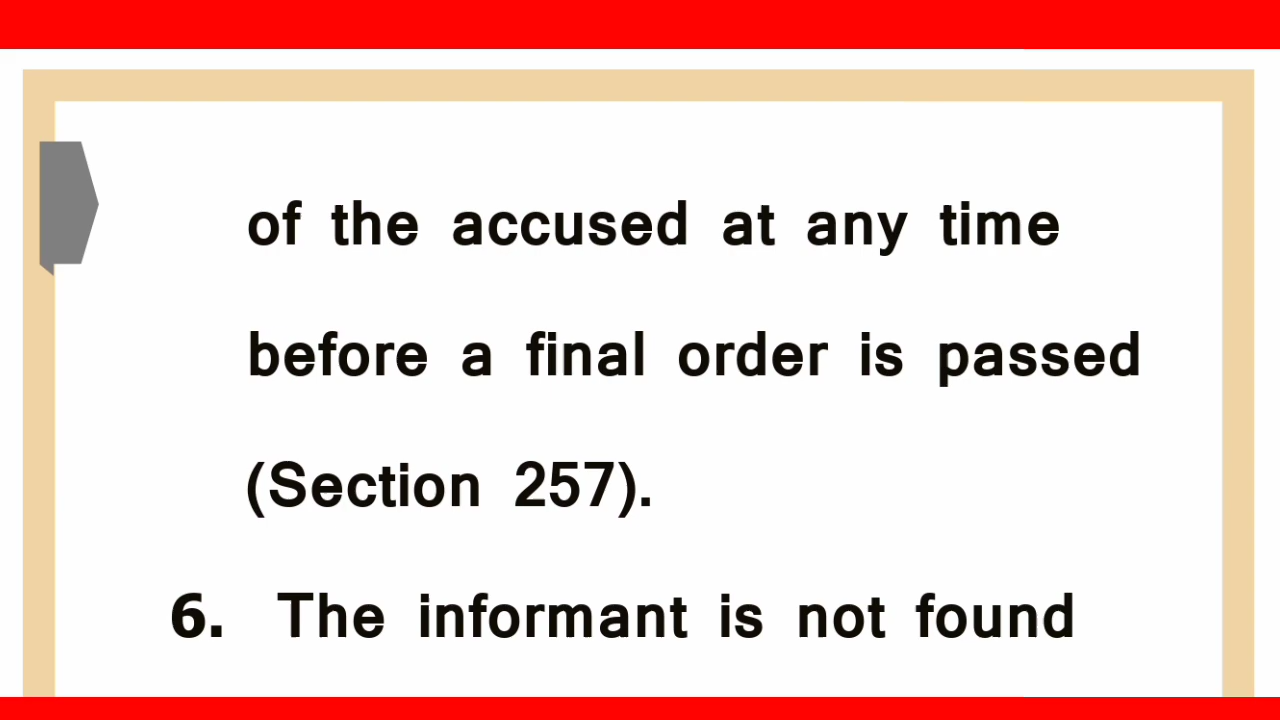 of the accused at any time
before a final order is passed
(Section 257).
6. The informant is not found